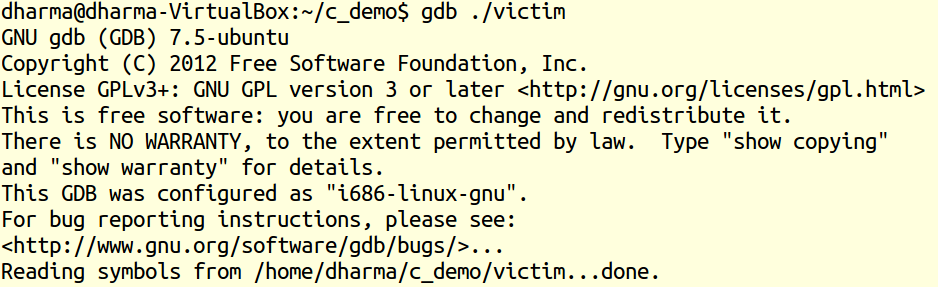 dharma@dharma-VirtualBox:~/c_demo$ gdb ./victim
GNU gdb (GDB) 7.5-ubuntu
Copyright (C) 2012 Free Software Foundation, Inc.
License GPLv3+: GNU GPL version 3 or later <http://gnu.org/licenses/gpl.html>
This is free software: you are free to change and redistribute it.
There is NO WARRANTY, to the extent permitted by law.  Type "show copying"
and "show warranty" for details.
This GDB was configured as "i686-linux-gnu".
For bug reporting instructions, please see:
<http://www.gnu.org/software/gdb/bugs/>...
Reading symbols from /home/dharma/c_demo/victim...done.